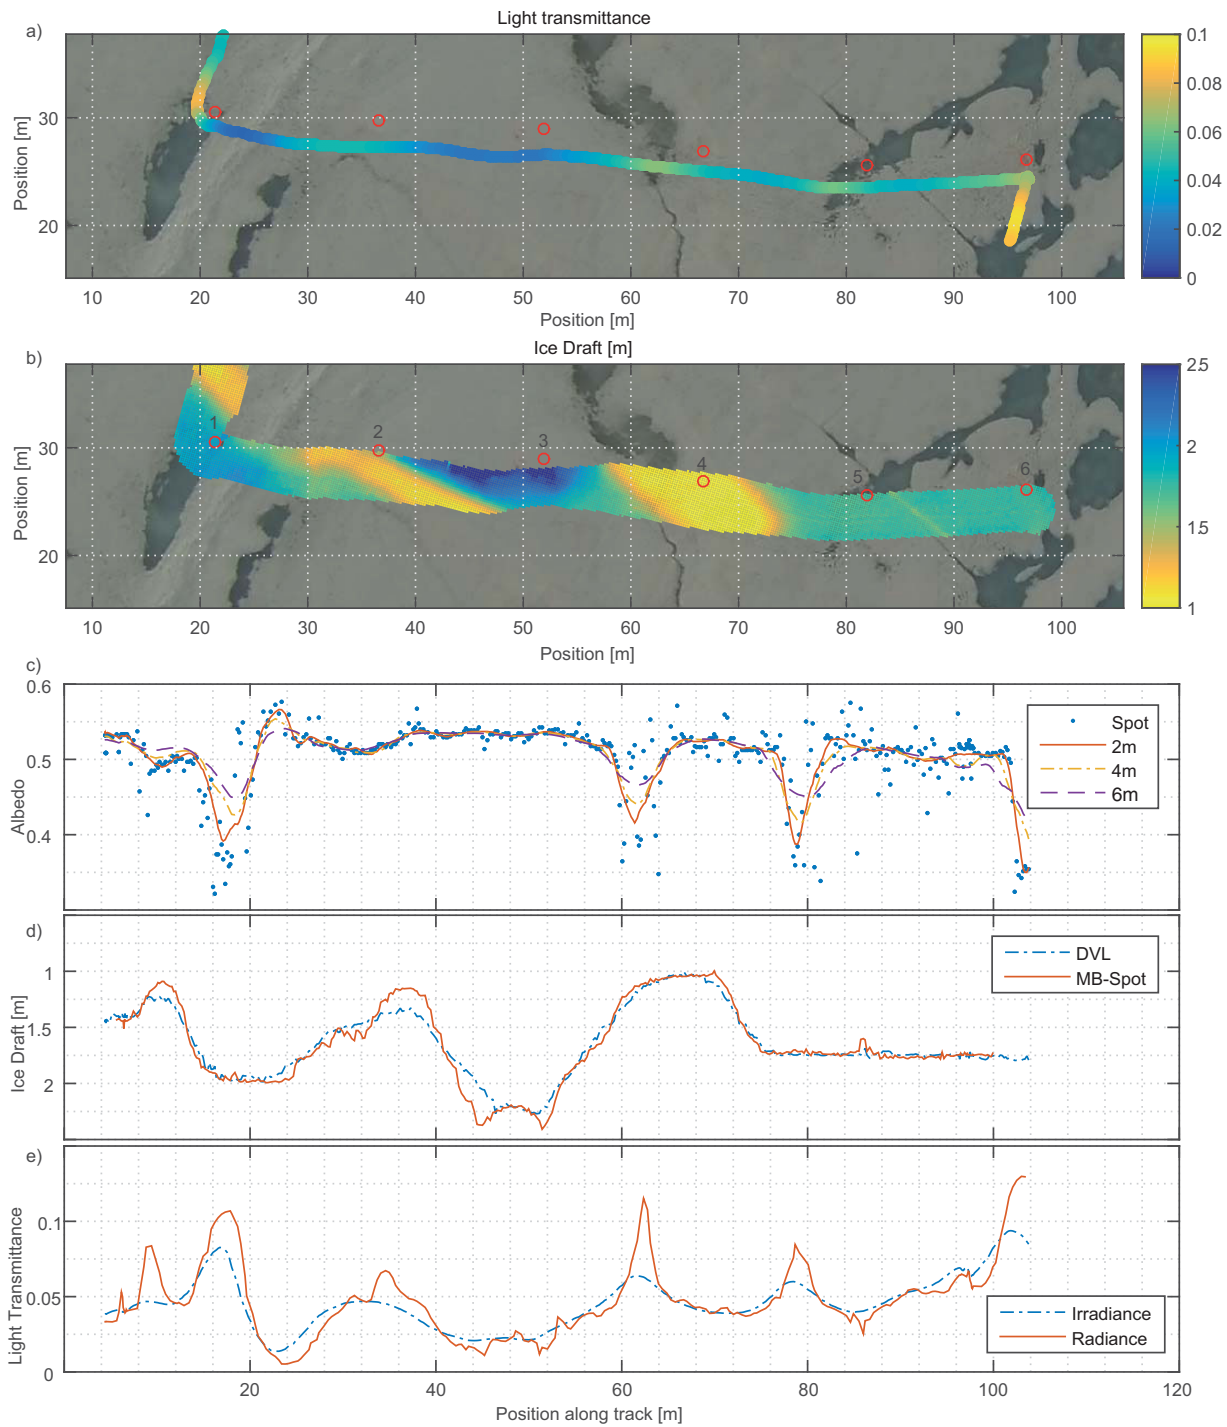 Light transmittance
a)
0.1
0.08
0.06
0.04
0.02
0
30
20
Position [m]
10 20 30 40 50 60 70 80 90 100
Position [m]
b)
Ice Draft [m]
25
2
15
1
30
20
Position [m]
1 2 3 4 5 6
10 20 30 40 50 60 70 80 90 100
Position [m]
c)
0.6
0.5
0.4
Albedo
Spot
2m
4m
6m
d)
1
1.5
2
Ice Draft [m]
DVL
MB-Spot
e)
0.1
0.05
0
Light Transmittance
Irradiance
Radiance
20 40 60 80 100 120
Position along track [m]